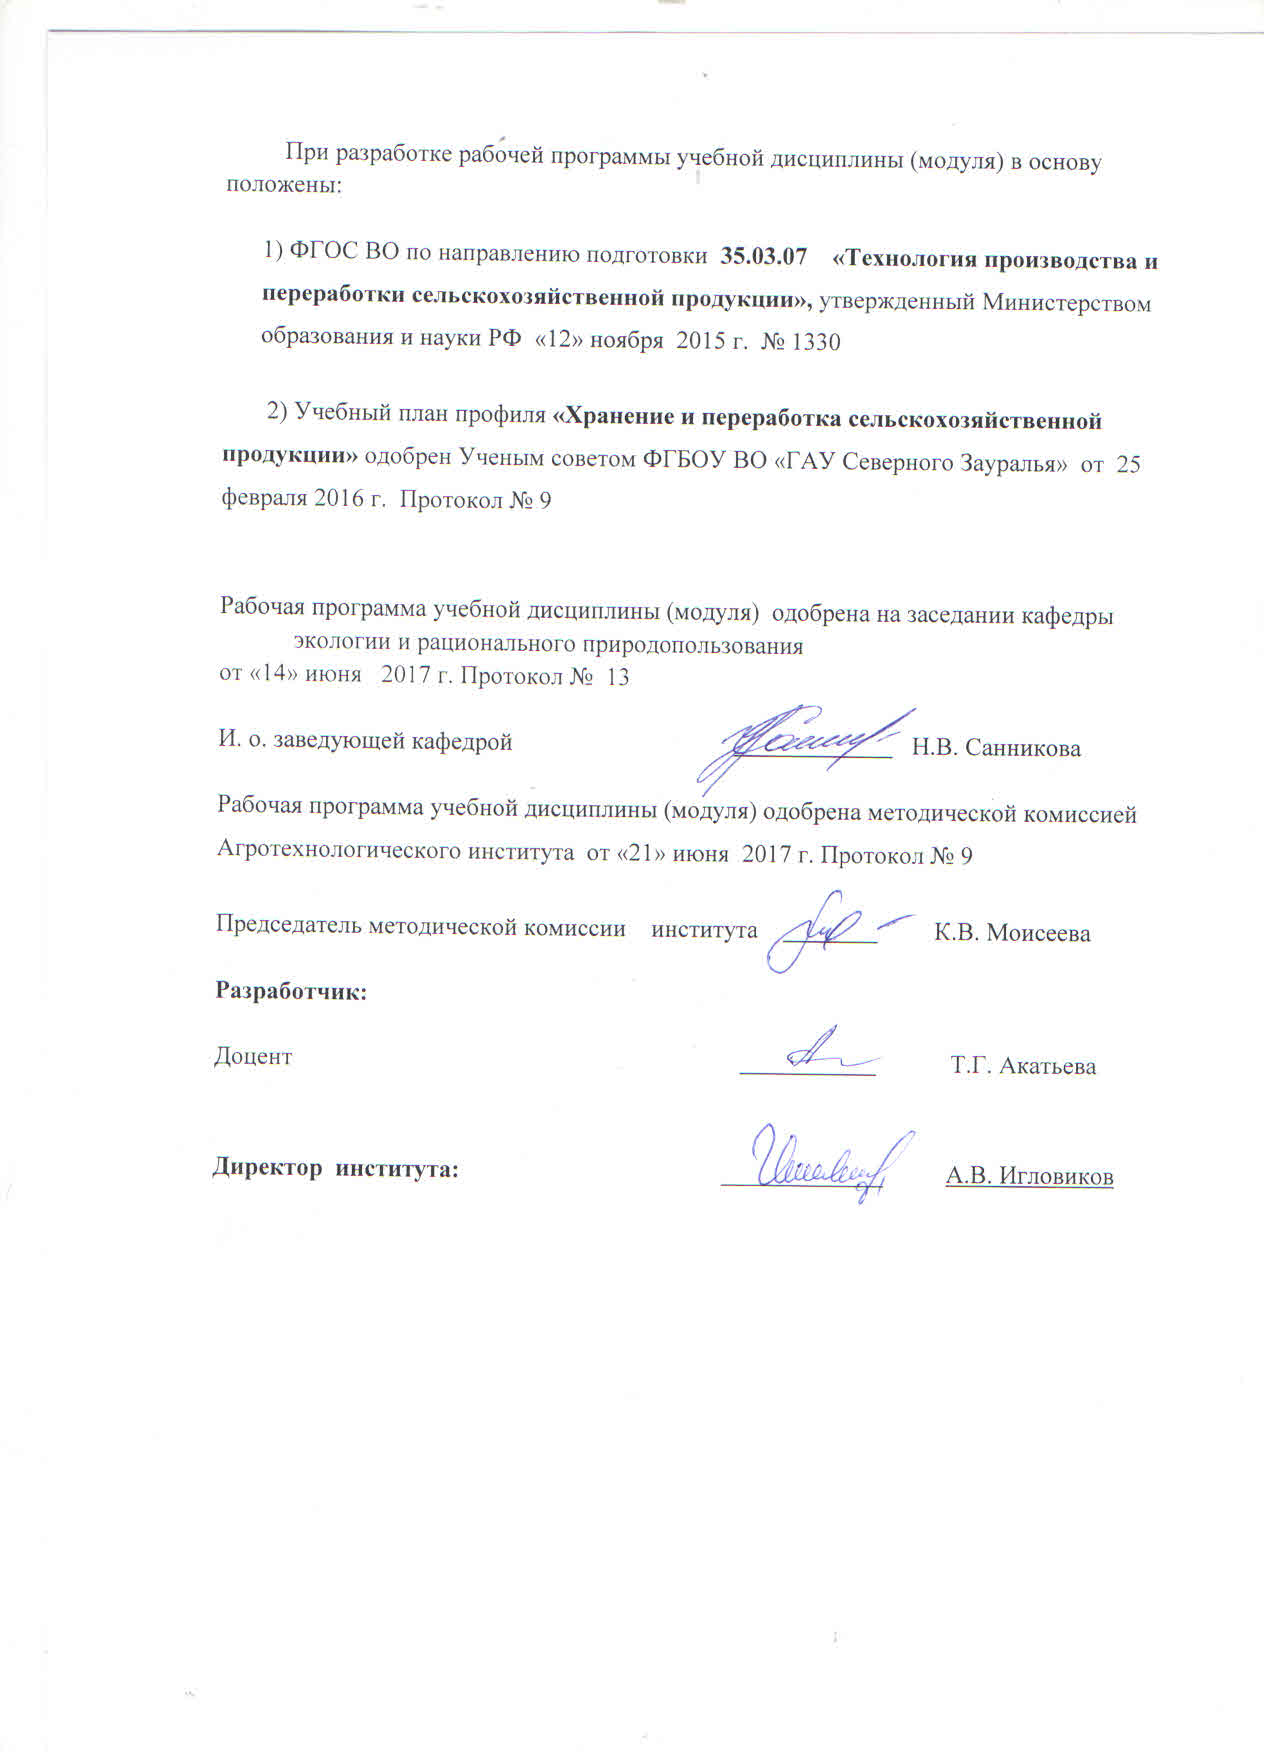 При разработке рабочей программы учебной дисциплины (модуля) в основу
положены:
1) ФГОС ВО по направлению подготовки 35.03.07 «Технология производства и
переработки сельскохозяйственной продукции», утвержденный Министерством
образования и науки РФ «12» ноября 2015 г. № 1330
2) Учебный план профиля «Хранение и переработка сельскохозяйственной
продукции» одобрен Ученым советом ФГБОУ ВО «ГАУ Северного Зауралья» от 25
февраля 2016 г. Протокол № 9
Рабочая программа учебной дисциплины (модуля) одобрена на заседании кафедры
экологии и рационального природопользования
от «14» июня 2017 г. Протокол № 13
И. о. заведующей кафедрой Н.В. Санникова
Рабочая программа учебной дисциплины (модуля) одобрена методической комиссией
Агротехнологического института от «21» июня 2017 г. Протокол № 9
Председатель методической комиссии института К.В. Моисеева
Разработчик:
Доцент Т.Г. Акатьева
Директор института: А.В. Игловиков